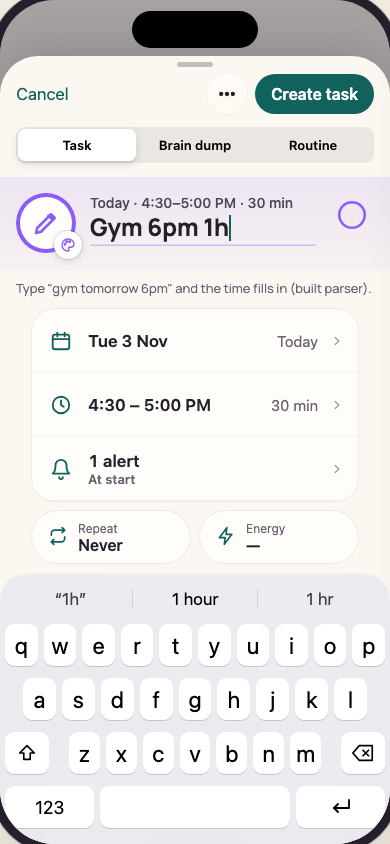 Cancel
•••
Create task
Task
Brain dump
Routine
Today · 4:30–5:00 PM · 30 min
Gym 6pm 1h
Type "gym tomorrow 6pm" and the time fills in (built parser).
Tue 3 Nov
Today
4:30 – 5:00 PM
30 min
1 alert
At start
Repeat
Never
Energy
—
“1h”
1 hour
1 hr
q w e r t y u i o p
a s d f g h j k l
z x c v b n m
123